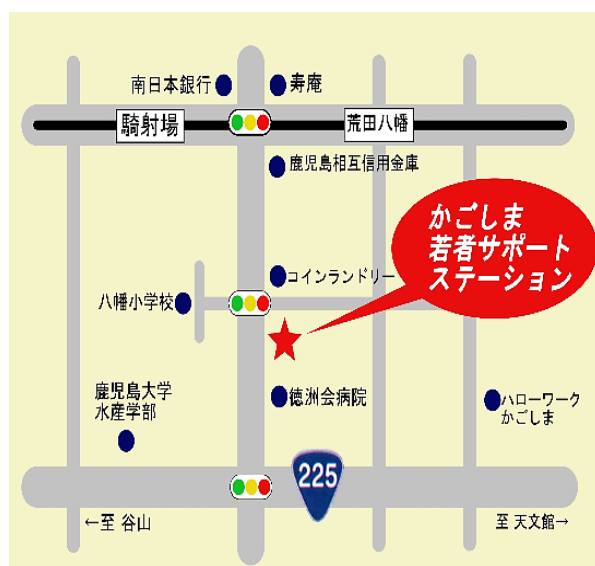 南日本銀行
寿庵
騎射場
荒田八幡
鹿児島相互信用金庫
かごしま
若者サポート
ステーション
コインランドリー
八幡小学校
鹿児島大学
水産学部
徳洲会病院
ハローワーク
かごしま
225
←至 谷山
至 天文館→